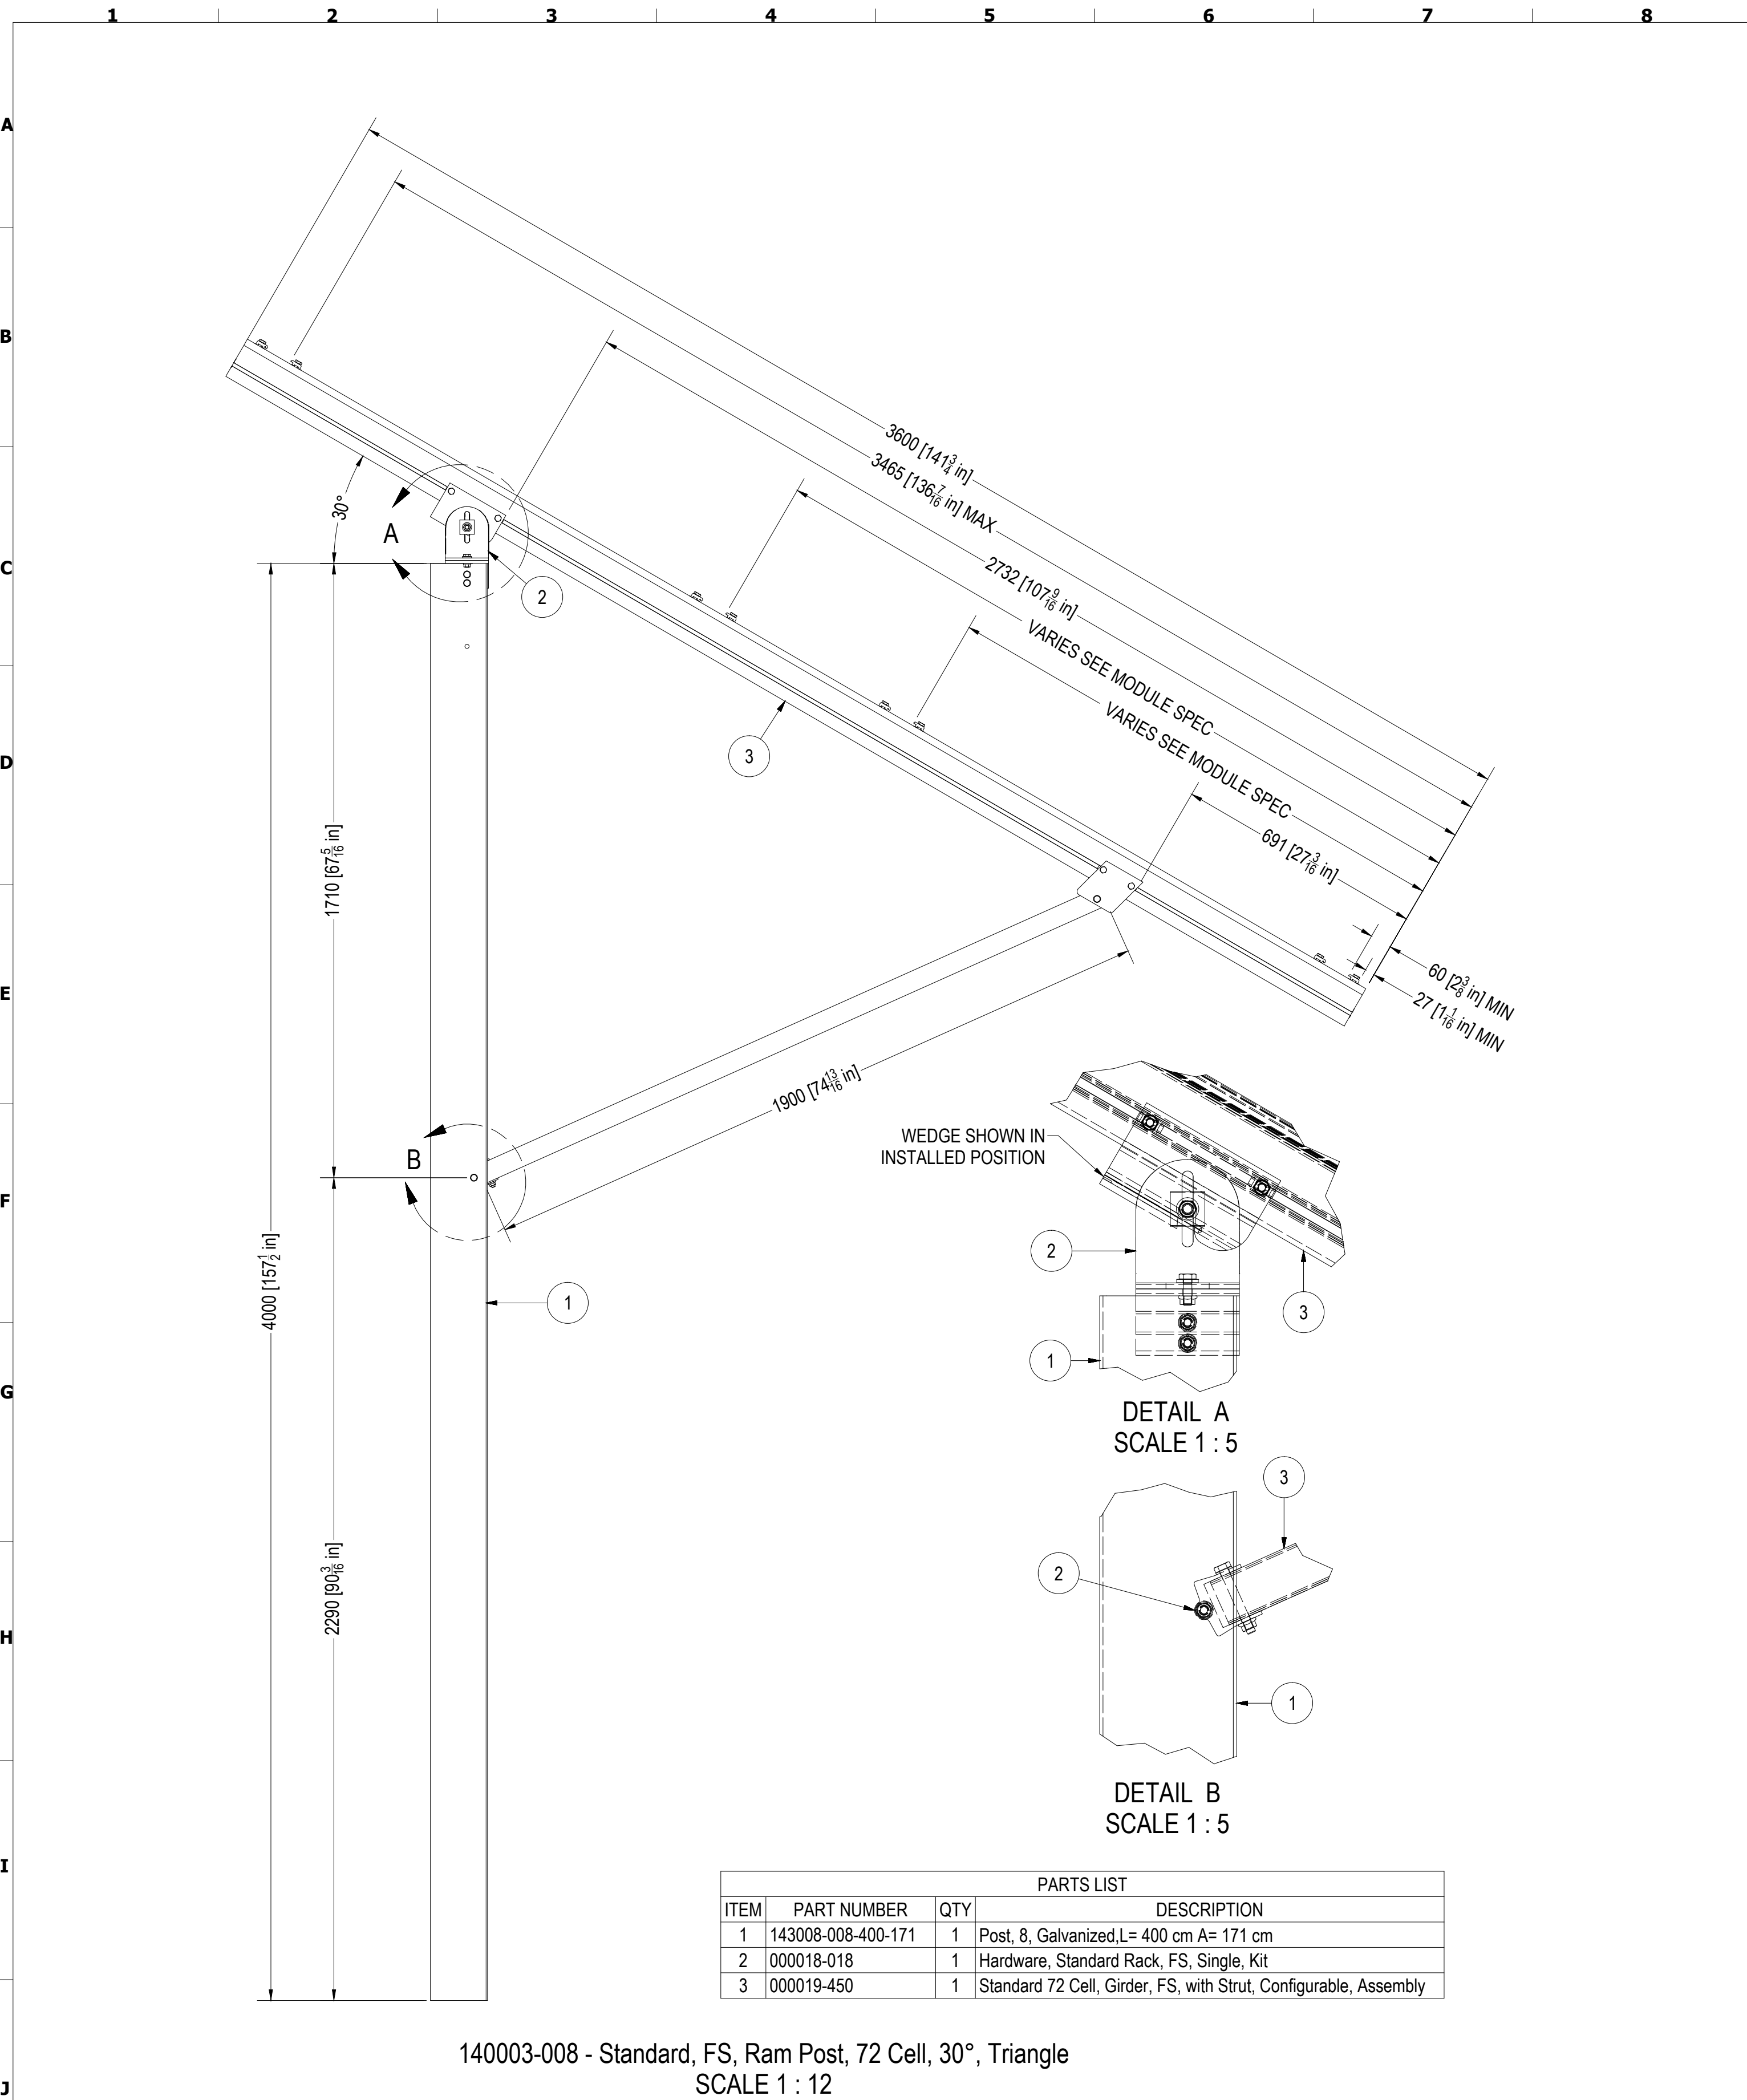 1 2 3 4 5 6 7 8
A
B
C
D
E
F
G
H
I
J
3600 [141 3/4 in]
3465 [136 7/16 in] MAX
2732 [107 9/16 in]
VARIES SEE MODULE SPEC
VARIES SEE MODULE SPEC
691 [27 3/16 in]
60 [2 3/8 in] MIN
27 [1 1/16 in] MIN
30°
A
2
3
1710 [67 5/16 in]
1900 [74 13/16 in]
B
4000 [157 1/2 in]
1
2290 [90 3/16 in]
WEDGE SHOWN IN
INSTALLED POSITION
2
3
1
DETAIL A
SCALE 1 : 5
3
2
1
DETAIL B
SCALE 1 : 5
PARTS LIST
ITEM PART NUMBER QTY DESCRIPTION
1 143008-008-400-171 1 Post, 8, Galvanized,L= 400 cm A= 171 cm
2 000018-018 1 Hardware, Standard Rack, FS, Single, Kit
3 000019-450 1 Standard 72 Cell, Girder, FS, with Strut, Configurable, Assembly
140003-008 - Standard, FS, Ram Post, 72 Cell, 30°, Triangle
SCALE 1 : 12